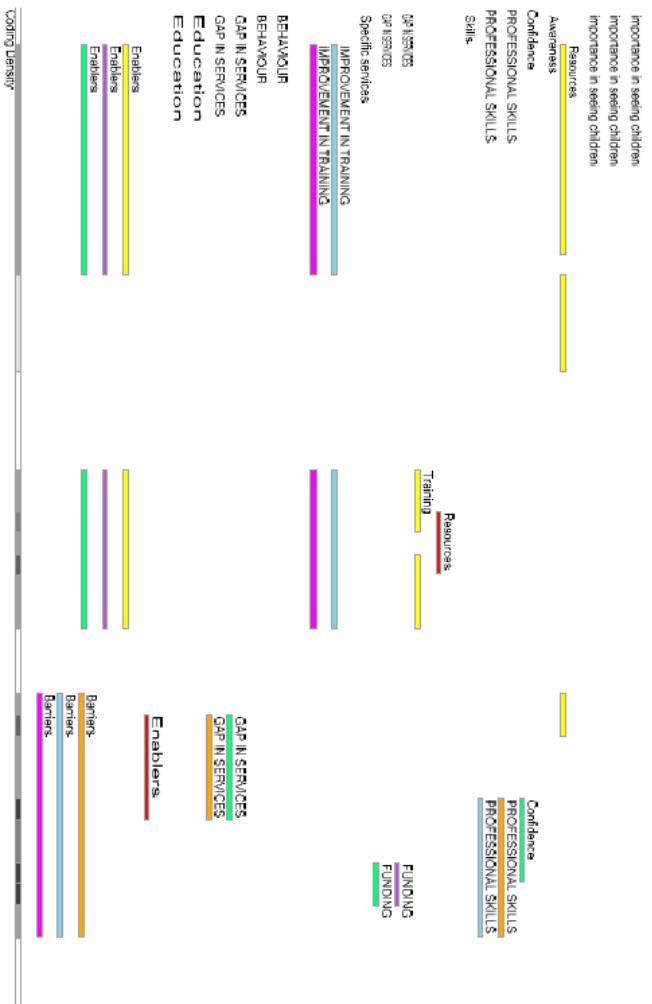 importance in seeing children
importance in seeing children
importance in seeing children
Resources
Awareness
Confidence Confidence
PROFESSIONAL SKILLS PROFESSIONAL SKILLS
PROFESSIONAL SKILLS PROFESSIONAL SKILLS
Skills
Resources
Training
GAP IN SERVICES FUNDING
GAP IN SERVICES FUNDING
Specific services
IMPROVEMENT IN TRAINING
IMPROVEMENT IN TRAINING
BEHAVIOUR
BEHAVIOUR
GAP IN SERVICES GAP IN SERVICES
GAP IN SERVICES GAP IN SERVICES
Education
Education
Enablers
Enablers
Enablers
Enablers Barriers
Barriers
Barriers
Coding Density